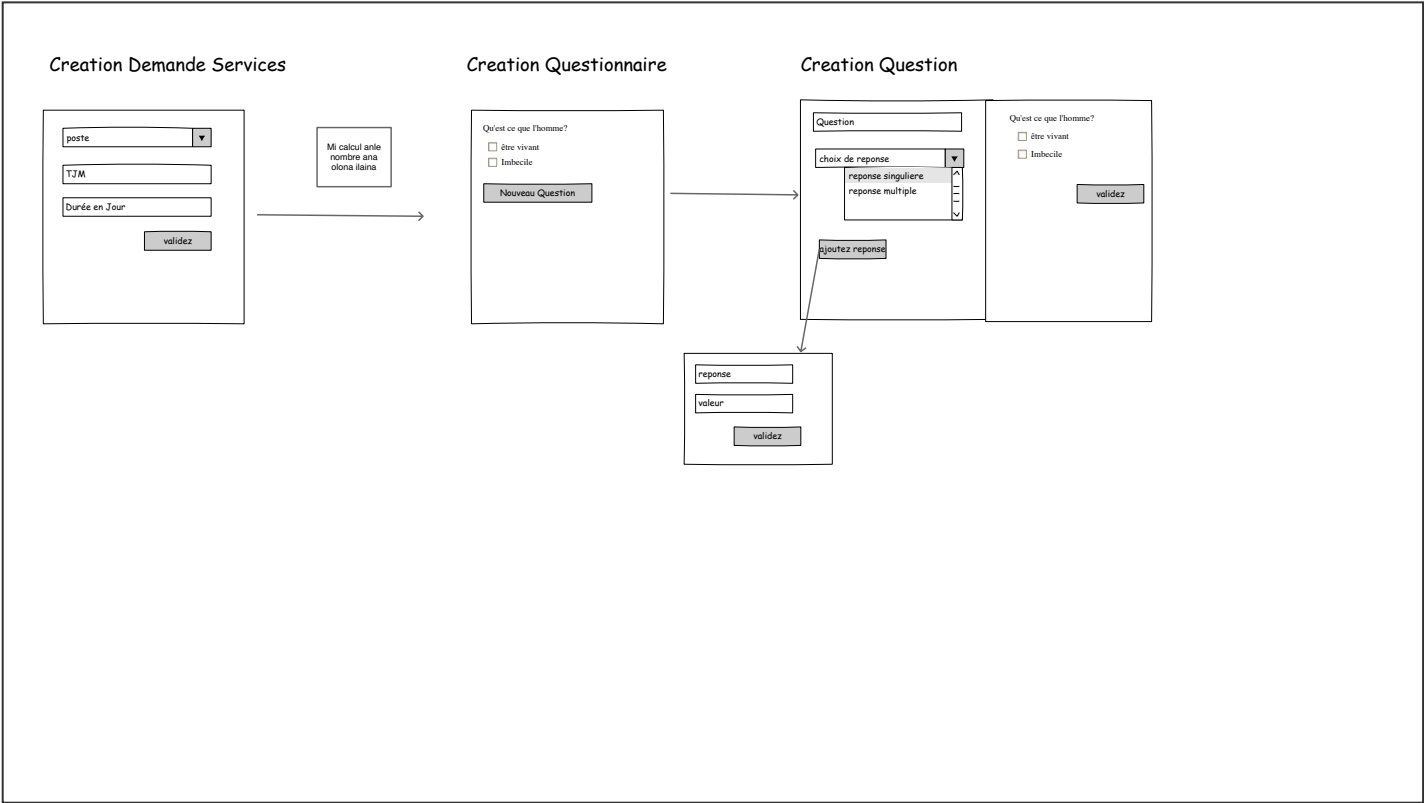 Creation Demande Services
poste
TJM
Durée en Jour
validez
Mi calcul anle
nombre ana
olona ilaina
Creation Questionnaire
Qu'est ce que l'homme?
être vivant
Imbecile
Nouveau Question
Creation Question
Question
choix de reponse
reponse singuliere
reponse multiple
ajoutez reponse
Qu'est ce que l'homme?
être vivant
Imbecile
validez
reponse
valeur
validez